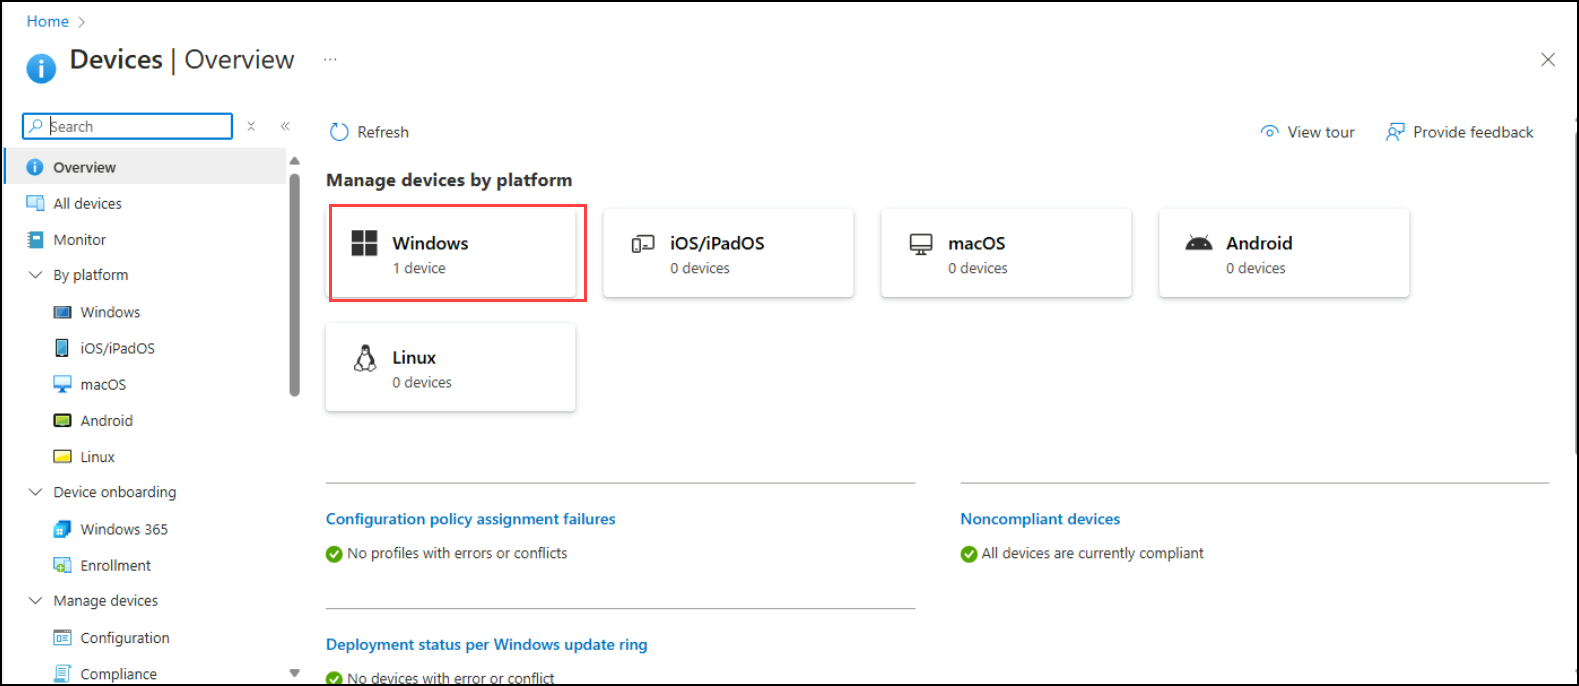 Home
Devices | Overview
Search
Overview
All devices
Monitor
By platform
Windows
iOS/iPadOS
macOS
Android
Linux
Device onboarding
Windows 365
Enrollment
Manage devices
Configuration
Compliance
Refresh
View tour
Provide feedback
Manage devices by platform
Windows
1 device
iOS/iPadOS
0 devices
macOS
0 devices
Android
0 devices
Linux
0 devices
Configuration policy assignment failures
No profiles with errors or conflicts
Noncompliant devices
All devices are currently compliant
Deployment status per Windows update ring
No devices with error or conflict